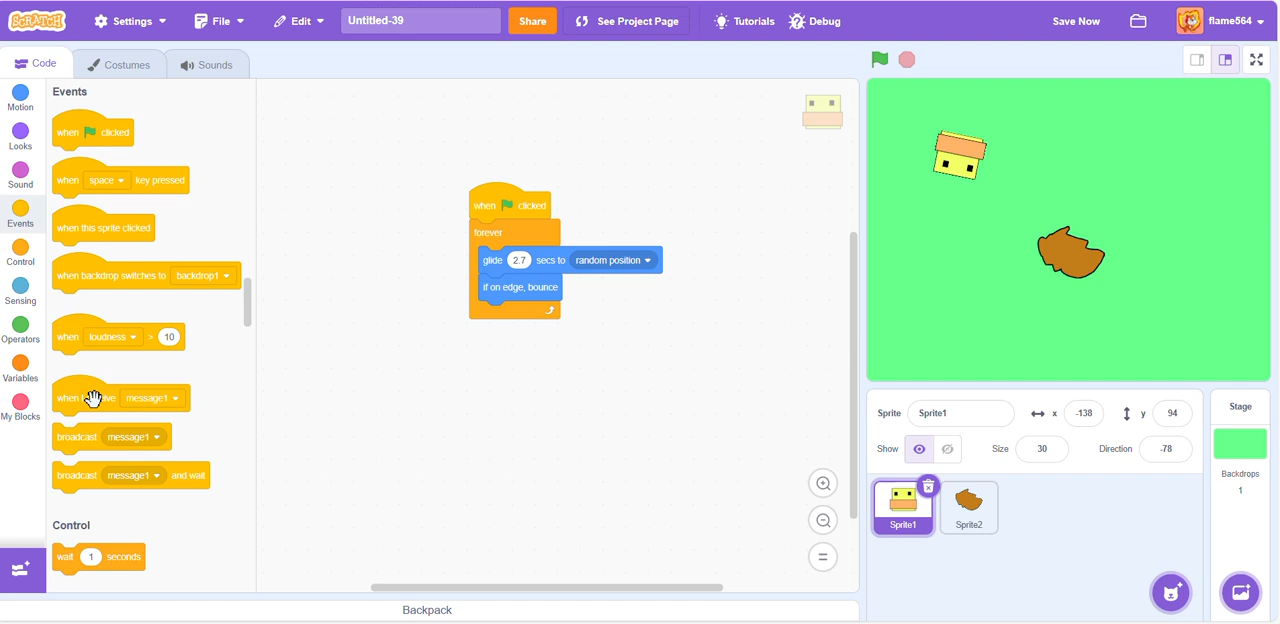 SCRATCH Settings File Edit Untitled-39 Share See Project Page Tutorials Debug Save Now flame564
Code Costumes Sounds
Motion
Looks
Sound
Events
Control
Sensing
Operators
Variables
My Blocks
Events
when clicked
when space key pressed
when this sprite clicked
when backdrop switches to backdrop1
when loudness > 10
when message1
broadcast message1
broadcast message1 and wait
Control
wait 1 seconds
when clicked
forever
glide 2.7 secs to random position
if on edge, bounce
Backpack
Sprite Sprite1 x -138 y 94
Show Size 30 Direction -78
Sprite1
Sprite2
Stage
Backdrops
1